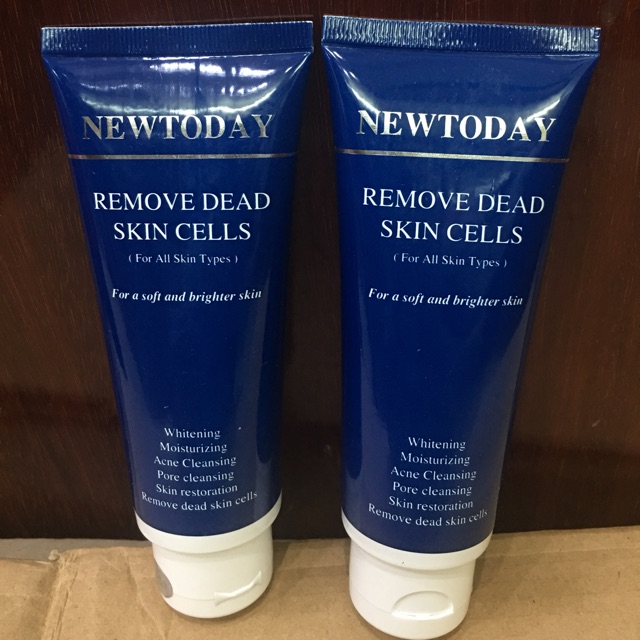 NEWTODAY
REMOVE DEAD
SKIN CELLS
( For All Skin Types )
For a soft and brighter skin
Whitening
Moisturizing
Acne Cleansing
Pore cleansing
Skin restoration
Remove dead skin cells
NEWTODAY
REMOVE DEAD
SKIN CELLS
( For All Skin Types )
For a soft and brighter skin
Whitening
Moisturizing
Acne Cleansing
Pore cleansing
Skin restoration
Remove dead skin cells